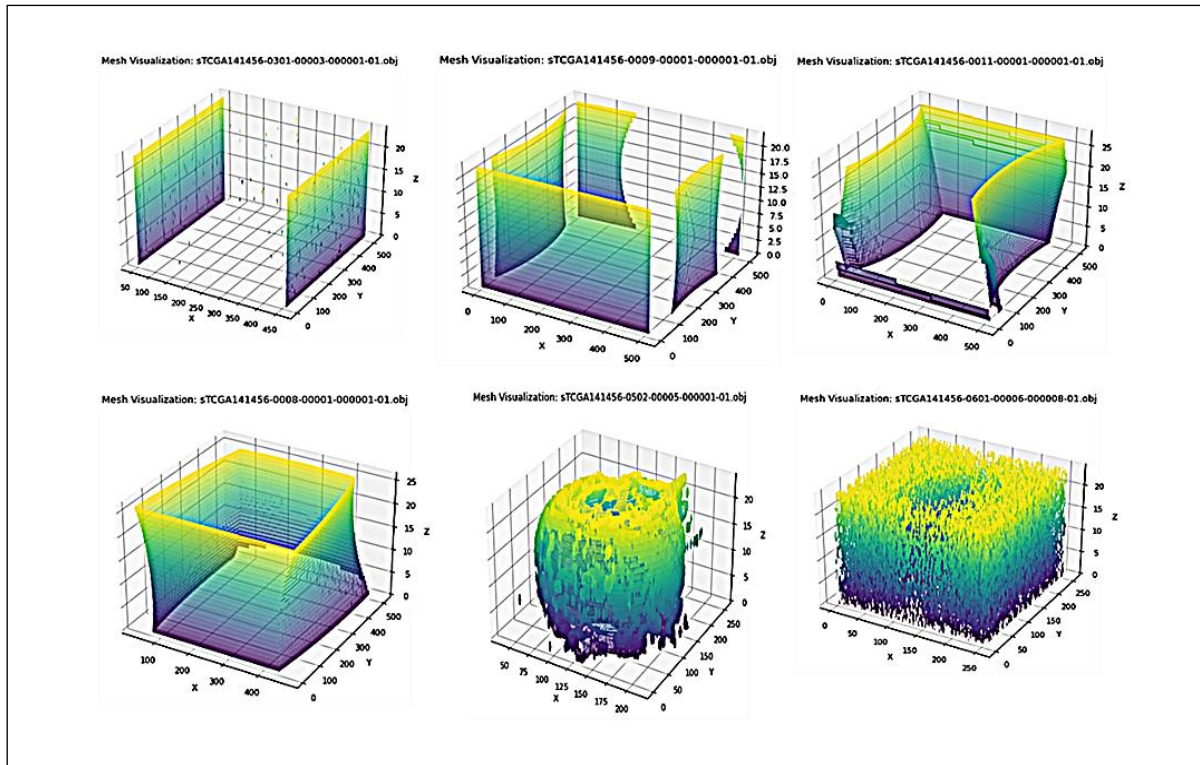 Mesh Visualization: sTCGA141456-0301-00003-000001-01.obj
20
15
10
5
0
Z
50 100 150 200 250 300 350 400 450
X
0 100 200 300 400 500
Y
Mesh Visualization: sTCGA141456-0009-00001-000001-01.obj
20.0
17.5
15.0
12.5
10.0
7.5
5.0
2.5
0.0
0 100 200 300 400 500
X
0 100 200 300 400 500
Y
Mesh Visualization: sTCGA141456-0011-00001-000001-01.obj
25
20
15
10
5
0
Z
0 100 200 300 400 500
X
0 100 200 300 400 500
Y
Mesh Visualization: sTCGA141456-0008-00001-000001-01.obj
25
20
15
10
5
0
Z
100 200 300 400
X
0 100 200 300 400 500
Y
Mesh Visualization: sTCGA141456-0502-00005-000001-01.obj
20
15
10
5
0
Z
50 75 100 125 150 175 200
X
0 50 100 150 200 250
Y
Mesh Visualization: sTCGA141456-0601-00006-000008-01.obj
20
15
10
5
0
Z
0 50 100 150 200 250
X
0 50 100 150 200 250
Y